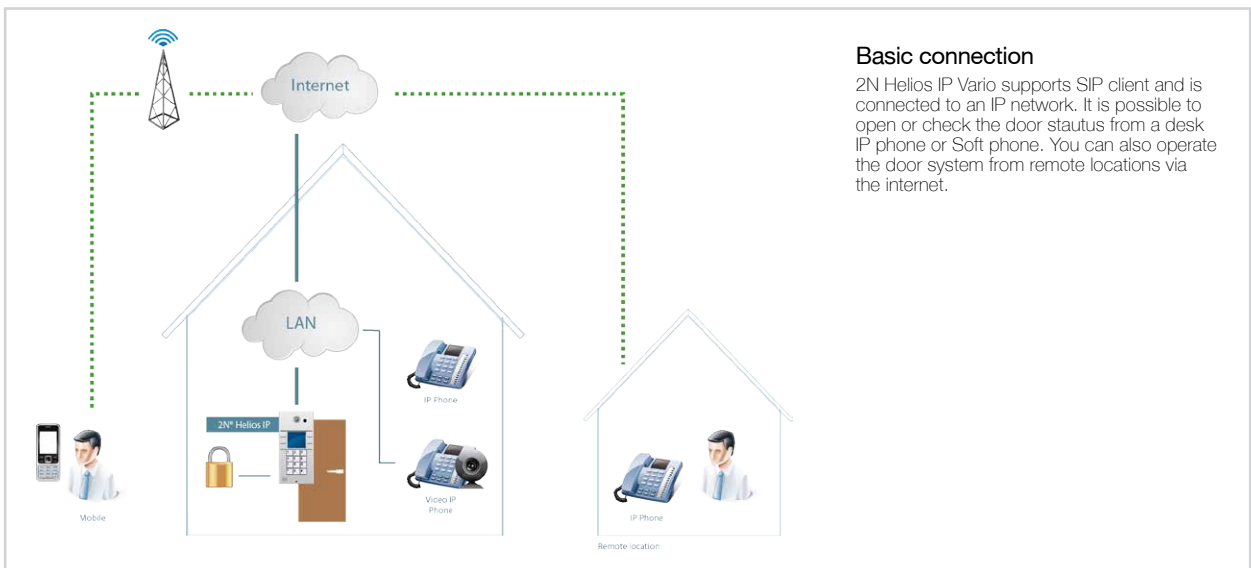 Basic connection
2N Helios IP Vario supports SIP client and is
connected to an IP network. It is possible to
open or check the door stautus from a desk
IP phone or Soft phone. You can also operate
the door system from remote locations via
the internet.
Internet
LAN
IP Phone
2N® Helios IP
Video IP
Phone
Mobile
IP Phone
Remote location